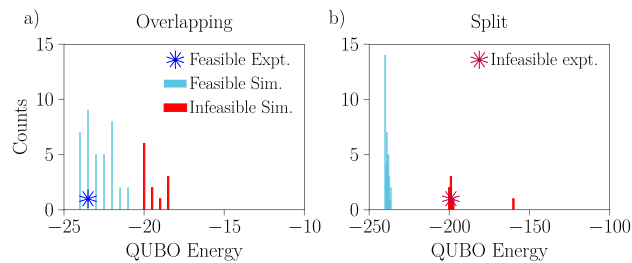 a)
Overlapping
15
10
5
0
Counts
Feasible Expt.
Feasible Sim.
Infeasible Sim.
−25
−20
−15
−10
QUBO Energy
b)
Split
15
10
5
0
Infeasible expt.
−250
−200
−150
−100
QUBO Energy